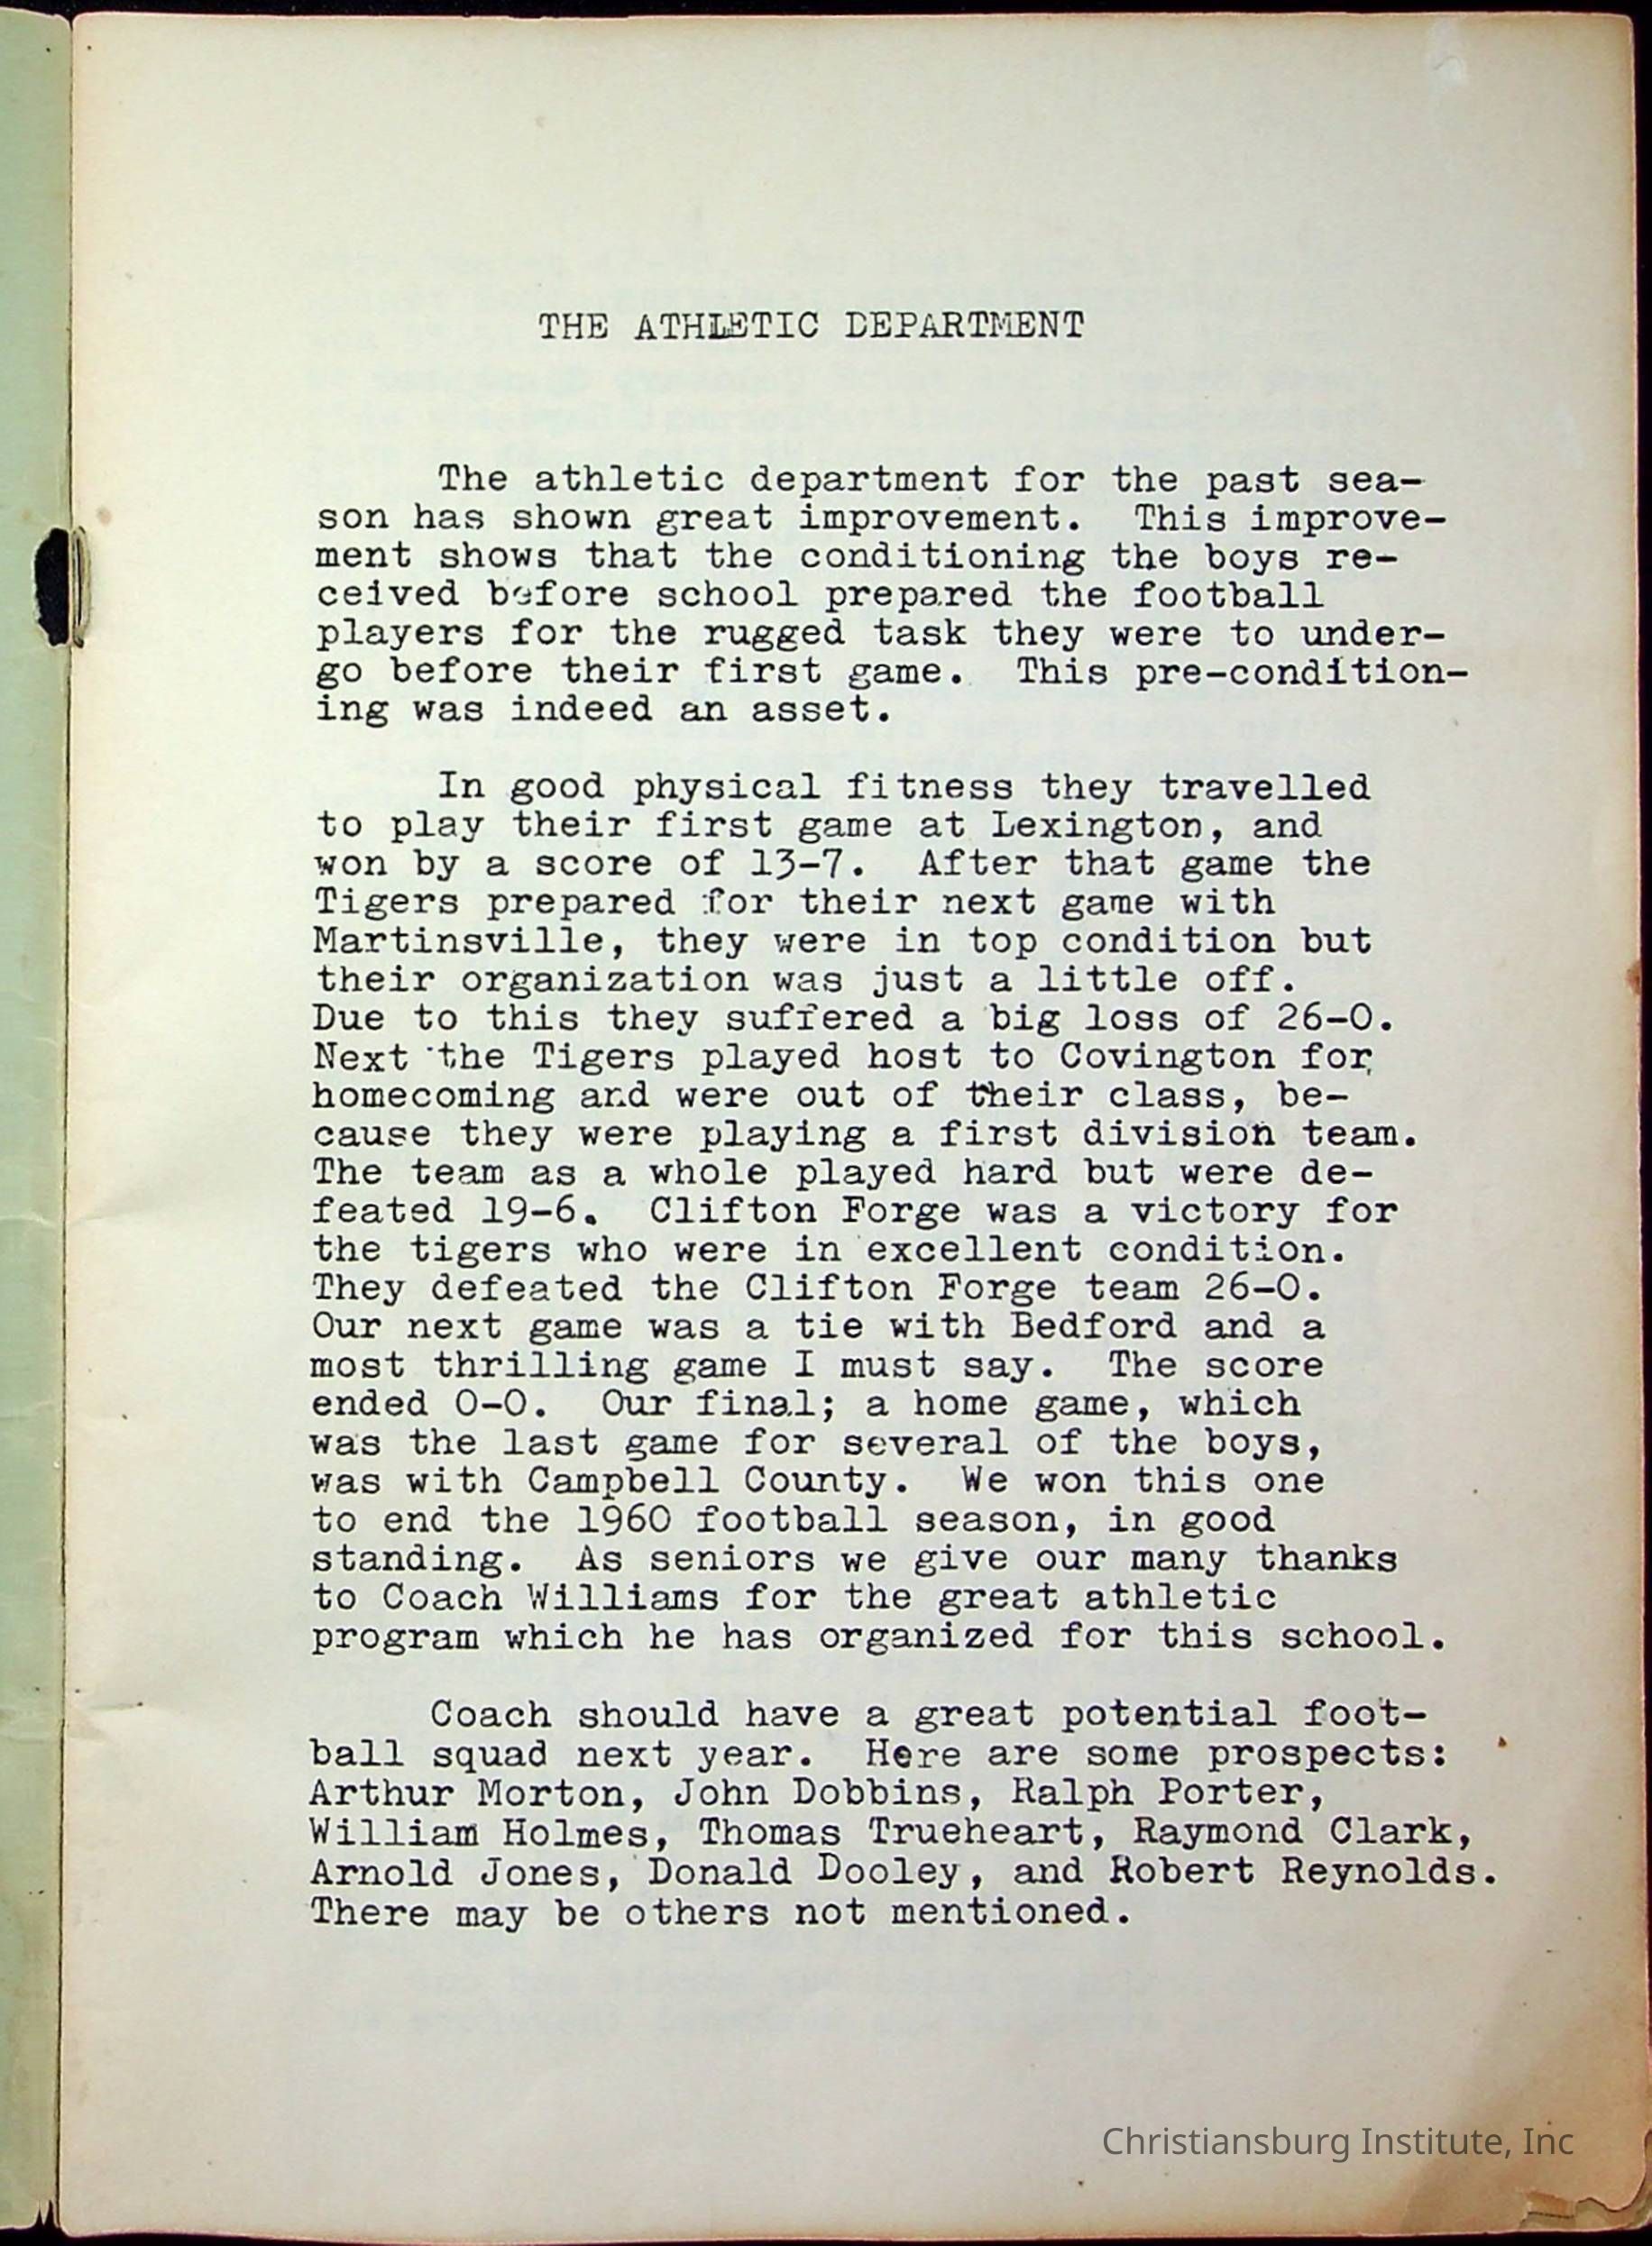 THE ATHLETIC DEPARTMENT
The athletic department for the past sea-
son has shown great improvement. This improve-
ment shows that the conditioning the boys re-
ceived before school prepared the football
players for the rugged task they were to under-
go before their first game. This pre-condition-
ing was indeed an asset.
In good physical fitness they travelled
to play their first game at Lexington, and
won by a score of 13-7. After that game the
Tigers prepared for their next game with
Martinsville, they were in top condition but
their organization was just a little off.
Due to this they suffered a big loss of 26-0.
Next the Tigers played host to Covington for
homecoming and were out of their class, be-
cause they were playing a first division team.
The team as a whole played hard but were de-
feated 19-6. Clifton Forge was a victory for
the tigers who were in excellent condition.
They defeated the Clifton Forge team 26-0.
Our next game was a tie with Bedford and a
most thrilling game I must say. The score
ended 0-0. Our final; a home game, which
was the last game for several of the boys,
was with Campbell County. We won this one
to end the 1960 football season, in good
standing. As seniors we give our many thanks
to Coach Williams for the great athletic
program which he has organized for this school.
Coach should have a great potential foot-
ball squad next year. Here are some prospects:
Arthur Morton, John Dobbins, Ralph Porter,
William Holmes, Thomas Trueheart, Raymond Clark,
Arnold Jones, Donald Dooley, and Robert Reynolds.
There may be others not mentioned.
Christiansburg Institute, Inc